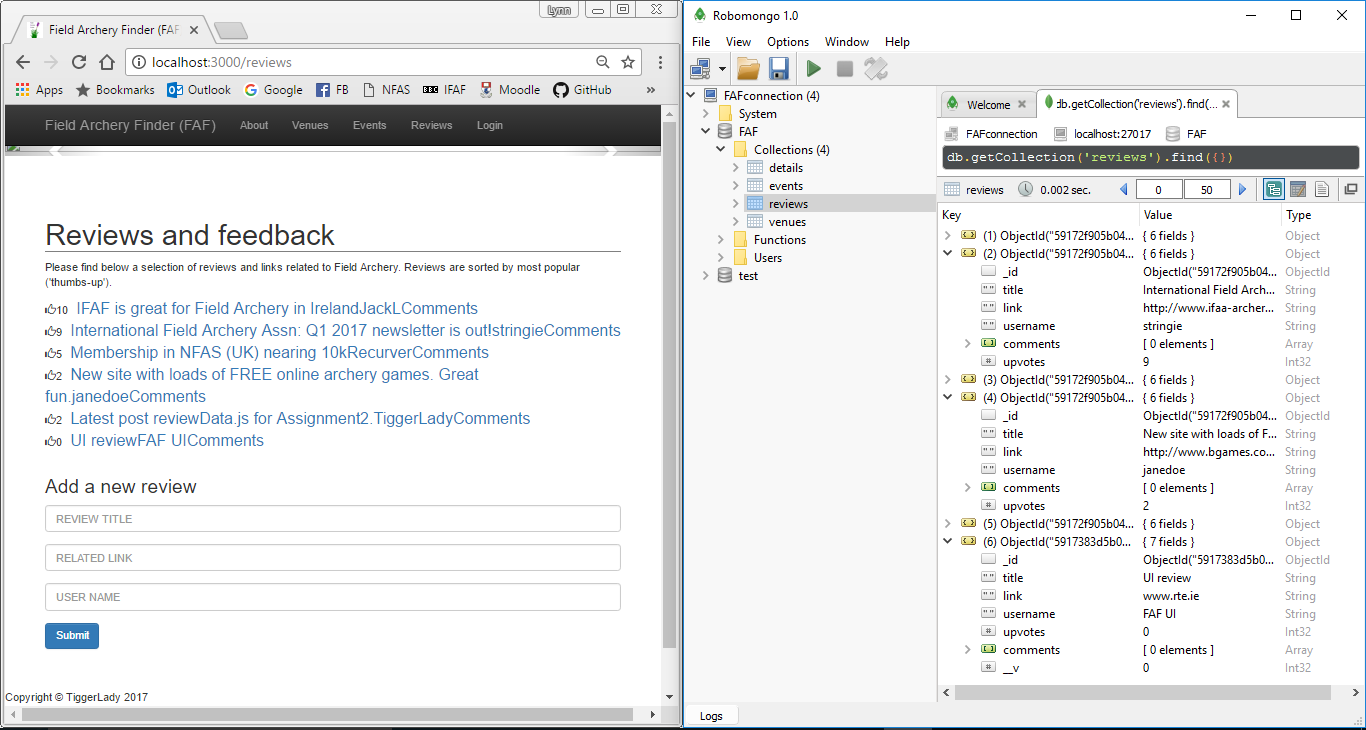 Lynn
Field Archery Finder (FAF
localhost:3000/reviews
Apps Bookmarks Outlook Google FB NFAS IFAF Moodle GitHub »
Field Archery Finder (FAF) About Venues Events Reviews Login
Reviews and feedback
Please find below a selection of reviews and links related to Field Archery. Reviews are sorted by most popular
('thumbs-up').
10 IFAF is great for Field Archery in IrelandJackLComments
9 International Field Archery Assn: Q1 2017 newsletter is out!stringieComments
5 Membership in NFAS (UK) nearing 10kRecurverComments
2 New site with loads of FREE online archery games. Great
fun.janedoeComments
2 Latest post reviewData.js for Assignment2.TiggerLadyComments
0 UI reviewFAF UIComments
Add a new review
REVIEW TITLE
RELATED LINK
USER NAME
Submit
Copyright © TiggerLady 2017
Robomongo 1.0
File View Options Window Help
FAFconnection (4)
System
FAF
Collections (4)
details
events
reviews
venues
Functions
Users
test
Welcome db.getCollection('reviews').find(...
FAFconnection localhost:27017 FAF
db.getCollection('reviews').find({})
reviews 0.002 sec. 0 50
Key Value Type
(1) ObjectId("59172f905b04... { 6 fields } Object
(2) ObjectId("59172f905b04... { 6 fields } Object
_id ObjectId("59172f905b04... ObjectId
title International Field Arch... String
link http://www.ifaa-archer... String
username stringie String
comments [ 0 elements ] Array
upvotes 9 Int32
(3) ObjectId("59172f905b04... { 6 fields } Object
(4) ObjectId("59172f905b04... { 6 fields } Object
_id ObjectId("59172f905b04... ObjectId
title New site with loads of F... String
link http://www.bgames.co... String
username janedoe String
comments [ 0 elements ] Array
upvotes 2 Int32
(5) ObjectId("59172f905b04... { 6 fields } Object
(6) ObjectId("5917383d5b0... { 7 fields } Object
_id ObjectId("5917383d5b0... ObjectId
title UI review String
link www.rte.ie String
username FAF UI String
upvotes 0 Int32
comments [ 0 elements ] Array
__v 0 Int32
Logs